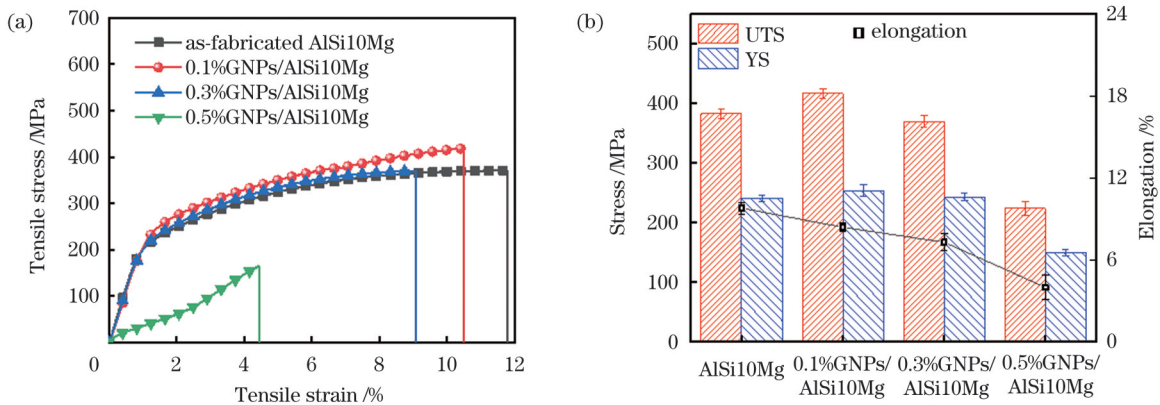 (a)
700
600
500
400
300
200
100
0
Tensile stress /MPa
as-fabricated AlSi10Mg
0.1%GNPs/AlSi10Mg
0.3%GNPs/AlSi10Mg
0.5%GNPs/AlSi10Mg
2
4
6
8
10
12
Tensile strain /%
(b)
500
400
300
200
100
0
Stress /MPa
UTS
YS
elongation
24
18
12
6
0
Elongation /%
AlSi10Mg
0.1%GNPs/
AlSi10Mg
0.3%GNPs/
AlSi10Mg
0.5%GNPs/
AlSi10Mg